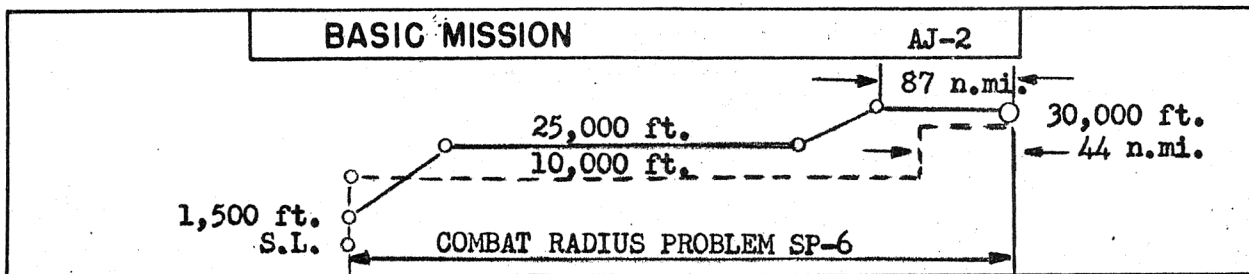 BASIC MISSION AJ-2
87 n.mi.
25,000 ft.
30,000 ft.
10,000 ft.
44 n.mi.
1,500 ft.
S.L.
COMBAT RADIUS PROBLEM SP-6